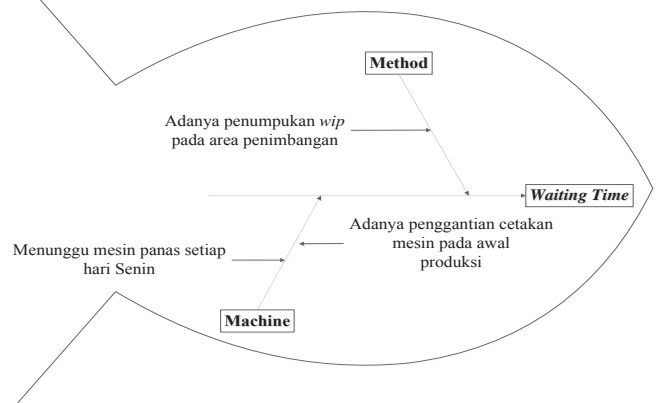 Method
Adanya penumpukan wip
pada area penimbangan
Waiting Time
Adanya penggantian cetakan
mesin pada awal
produksi
Menunggu mesin panas setiap
hari Senin
Machine